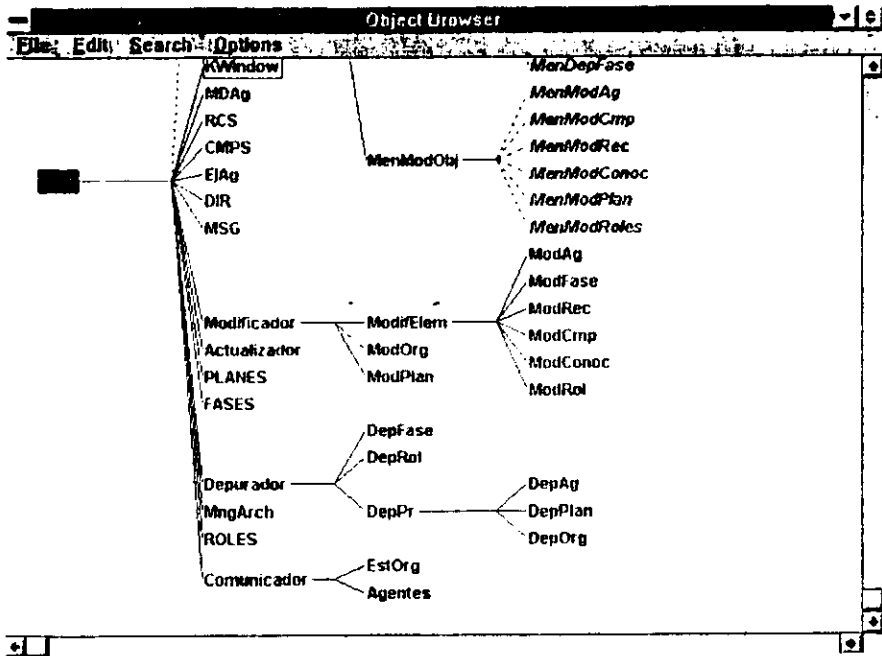 Object Browser
File Edit Search Options
KWindow MenDepFase
MDAg MenModAg
RCS MenModCmp
CMPS MenModRec
MenModObj
EJAg MenModConoc
DIR MenModPlan
MSG MenModRoles
ModAg
ModFase
ModRec
Modificador ModifElem
ModCmp
Actualizador ModOrg
ModConoc
PLANES ModPlan
ModRol
FASES
DepFase
DepRol
Depurador DepAg
MngArch DepPr DepPlan
ROLES DepOrg
EstOrg
Comunicador
Agentes